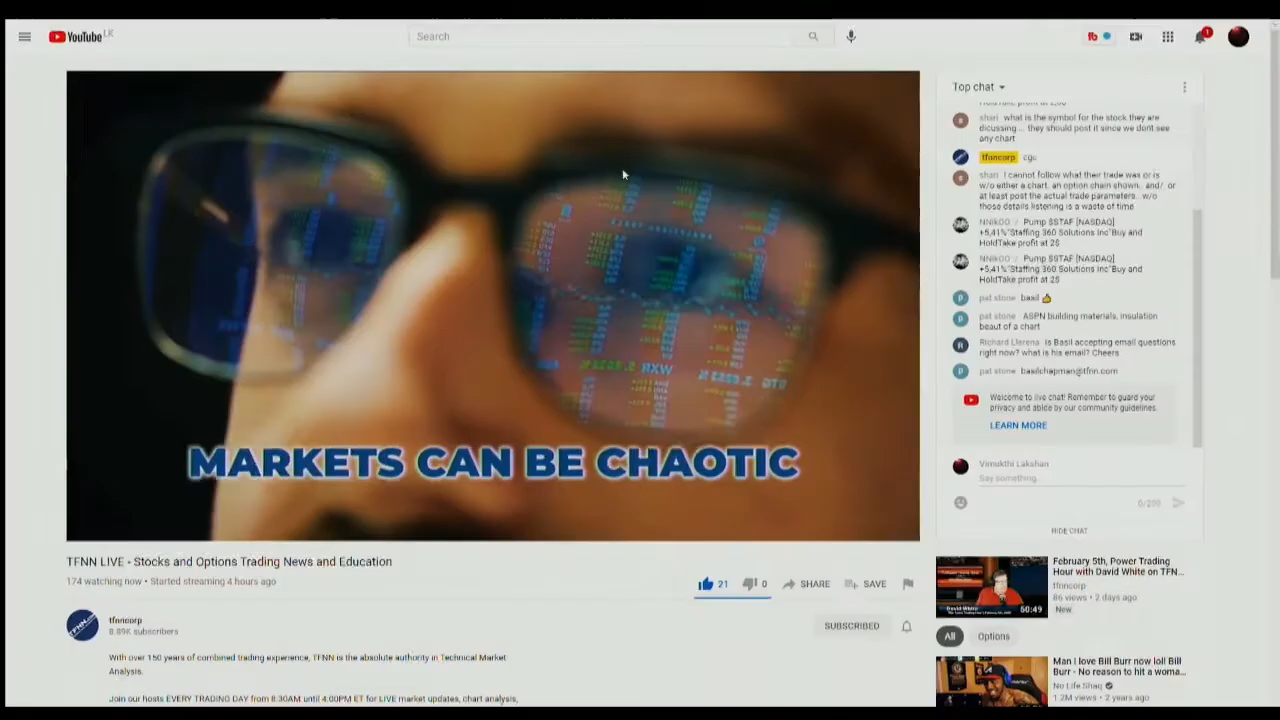 YouTube LK
Search
1
MARKETS CAN BE CHAOTIC
TFNN LIVE - Stocks and Options Trading News and Education
174 watching now • Started streaming 4 hours ago
21
0
SHARE
SAVE
tfnncorp
8.89K subscribers
SUBSCRIBED
With over 150 years of combined trading experience, TFNN is the absolute authority in Technical Market
Analysis.
Join our hosts EVERY TRADING DAY from 8:30AM until 4:00PM ET for LIVE market updates, chart analysis,
Top chat
shari what is the symbol for the stock they are
dicussing... they should post it since we dont see
any chart
tfnncorp cgc
shari I cannot follow what their trade was or is
w/o either a chart, an option chain shown, and/ or
at least post the actual trade parameters.. w/o
those details listening is a waste of time
NNIKOO Pump $STAF [NASDAQ]
+5,41%"Staffing 360 Solutions Inc"Buy and
HoldTake profit at 2$
NNIKOO Pump $STAF [NASDAQ]
+5,41%"Staffing 360 Solutions Inc"Buy and
HoldTake profit at 2$
pat stone basil 👍
pat stone ASPN building materials, insulation
beaut of a chart
Richard Llerena is Basil accepting email questions
right now? what is his email? Cheers
pat stone basilchapman@tfnn.com
Welcome to live chat! Remember to guard your
privacy and abide by our community guidelines.
LEARN MORE
Vimukthi Lakshan
Say something...
0/200
HIDE CHAT
February 5th, Power Trading
Hour with David White on TFN...
tfnncorp
86 views • 2 days ago
New
50:49
All
Options
Man I love Bill Burr now lol! Bill
Burr - No reason to hit a woma...
No Life Shaq
1.2M views • 2 years ago